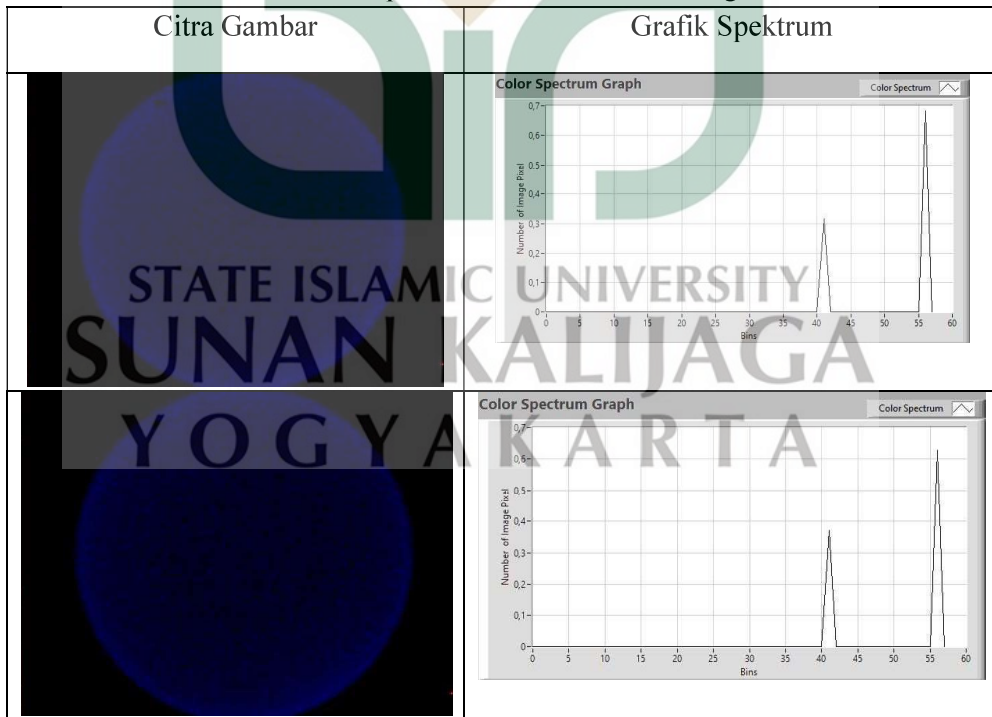 Citra Gambar
Grafik Spektrum
Color Spectrum Graph
Color Spectrum
0,7
0,6
0,5
0,4
0,3
0,2
0,1
0
Number of Image Pixel
0 5 10 15 20 25 30 35 40 45 50 55 60
Bins
STATE ISLAMIC UNIVERSITY
SUNAN KALIJAGA
YOGYAKARTA
Color Spectrum Graph
Color Spectrum
0,7
0,6
0,5
0,4
0,3
0,2
0,1
0
Number of Image Pixel
0 5 10 15 20 25 30 35 40 45 50 55 60
Bins